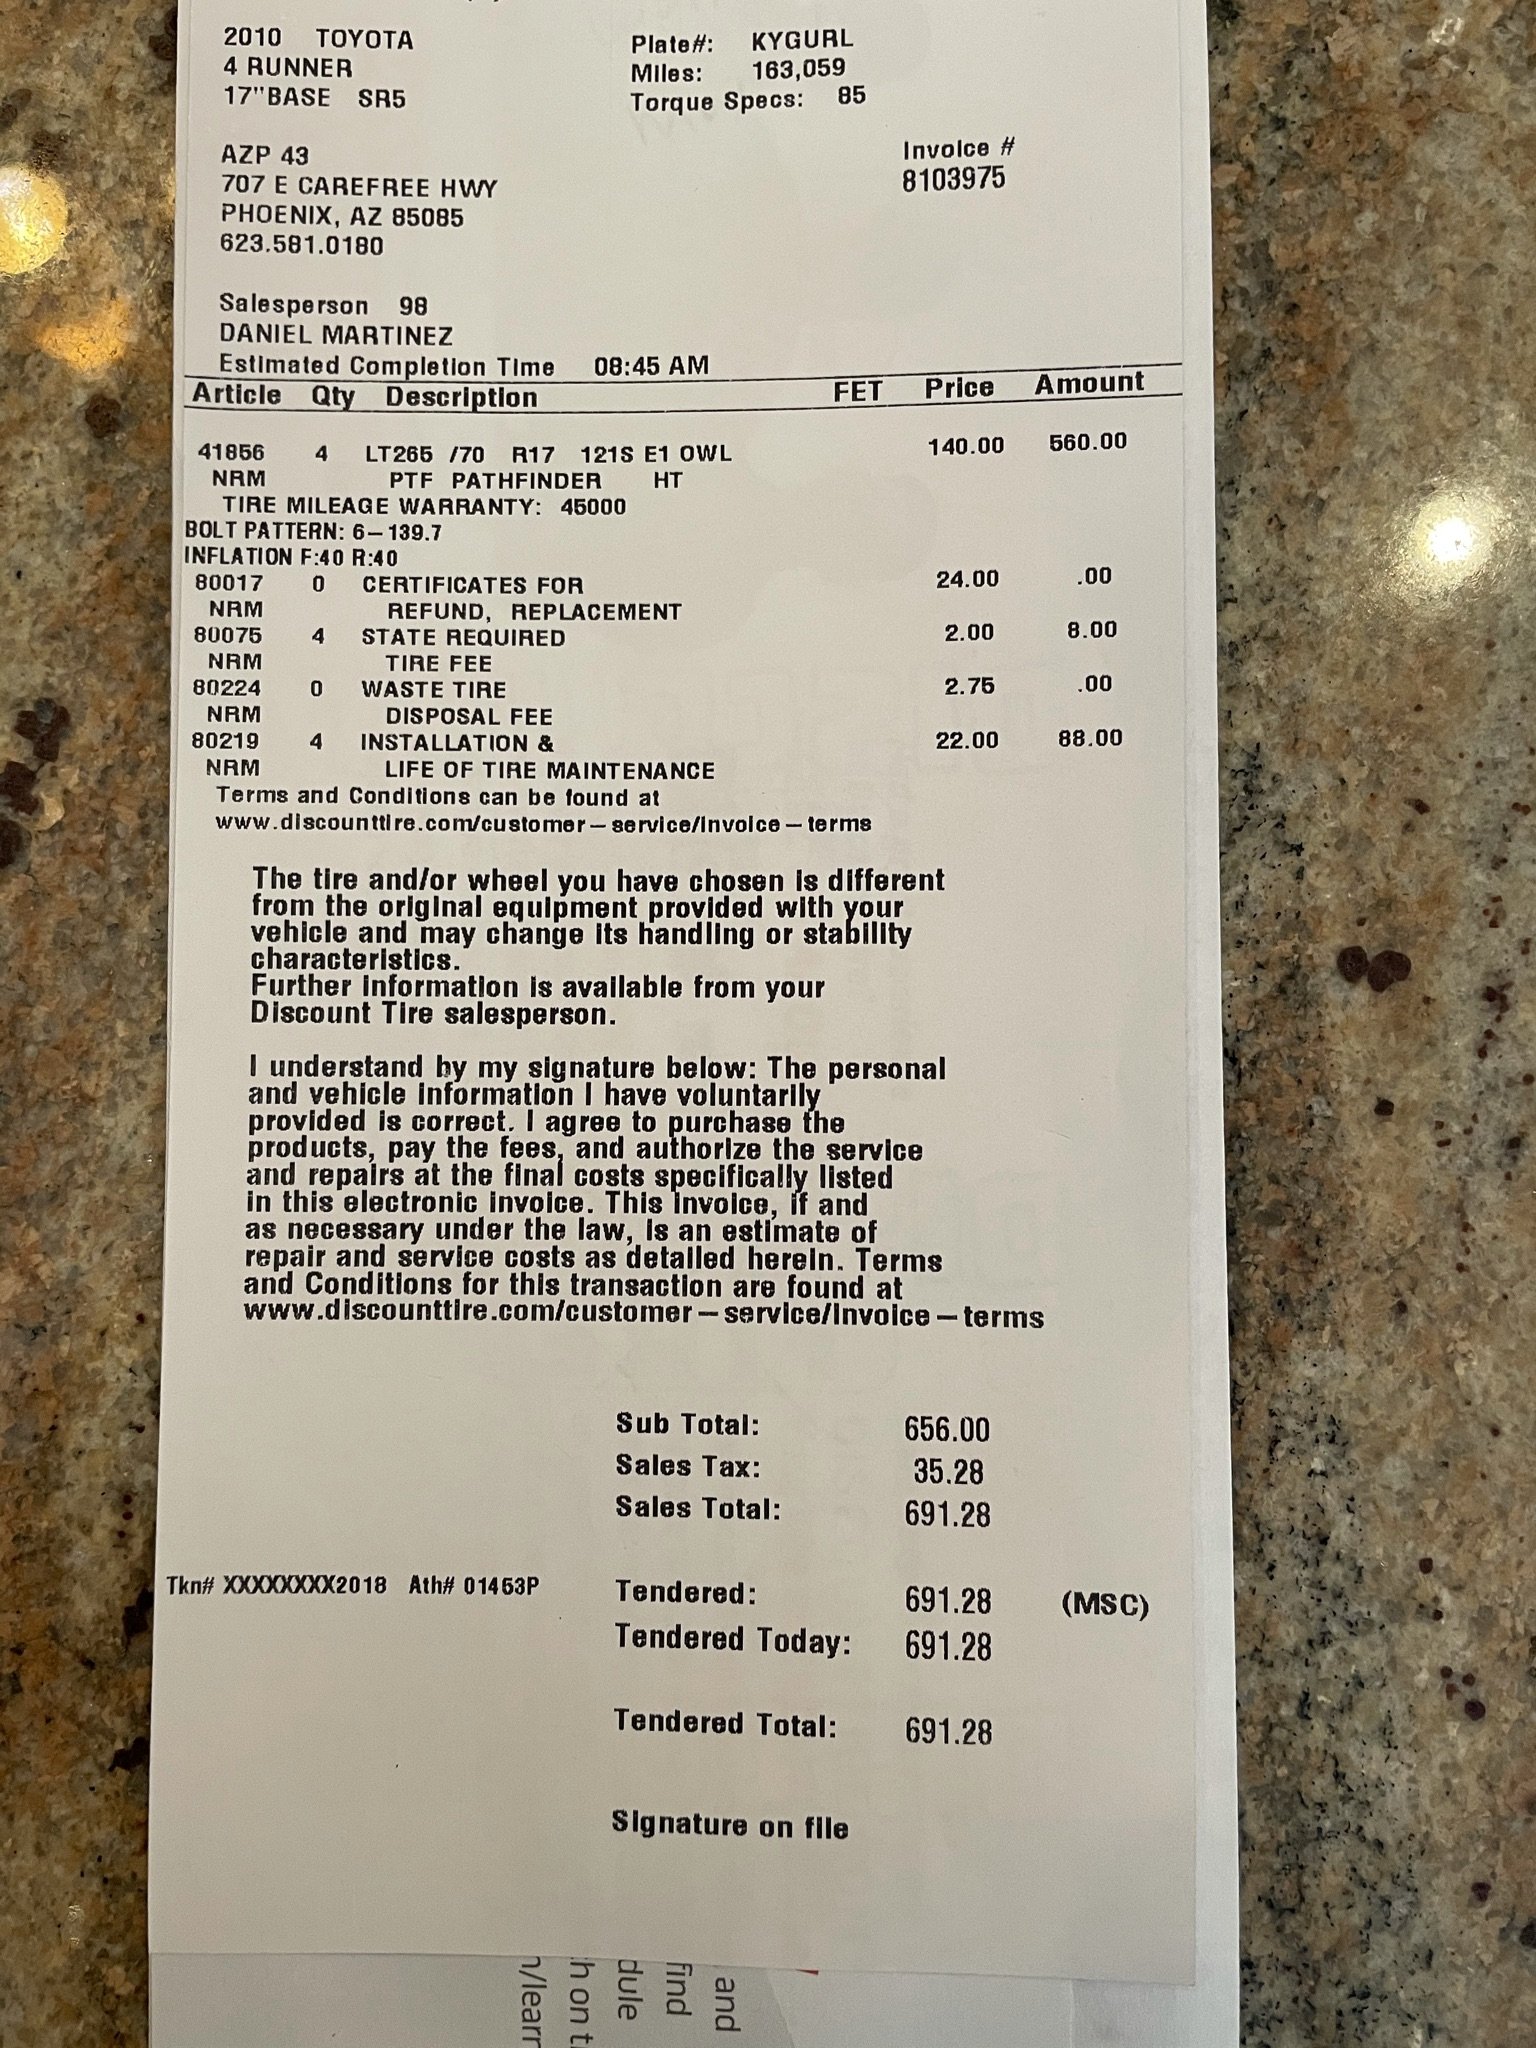 2010 TOYOTA Plate#: KYGURL
4 RUNNER Miles: 163,059
17"BASE SR5 Torque Specs: 85
AZP 43 Invoice #
707 E CAREFREE HWY 8103975
PHOENIX, AZ 85085
623.581.0180
Salesperson 98
DANIEL MARTINEZ
Estimated Completion Time 08:45 AM
Article Qty Description FET Price Amount
41856 4 LT265 /70 R17 121S E1 OWL 140.00 560.00
NRM PTF PATHFINDER HT
TIRE MILEAGE WARRANTY: 45000
BOLT PATTERN: 6-139.7
INFLATION F:40 R:40
80017 0 CERTIFICATES FOR 24.00 .00
NRM REFUND, REPLACEMENT
80075 4 STATE REQUIRED 2.00 8.00
NRM TIRE FEE
80224 0 WASTE TIRE 2.75 .00
NRM DISPOSAL FEE
80219 4 INSTALLATION & 22.00 88.00
NRM LIFE OF TIRE MAINTENANCE
Terms and Conditions can be found at
www.discounttire.com/customer-service/invoice-terms
The tire and/or wheel you have chosen is different
from the original equipment provided with your
vehicle and may change its handling or stability
characteristics.
Further information is available from your
Discount Tire salesperson.
I understand by my signature below: The personal
and vehicle information I have voluntarily
provided is correct. I agree to purchase the
products, pay the fees, and authorize the service
and repairs at the final costs specifically listed
in this electronic invoice. This invoice, if and
as necessary under the law, is an estimate of
repair and service costs as detailed herein. Terms
and Conditions for this transaction are found at
www.discounttire.com/customer-service/invoice-terms
Sub Total: 656.00
Sales Tax: 35.28
Sales Total: 691.28
Tkn# XXXXXXXX2018 Ath# 01453P Tendered: 691.28 (MSC)
Tendered Today: 691.28
Tendered Total: 691.28
Signature on file
and
find
dule
h on t
n/learn